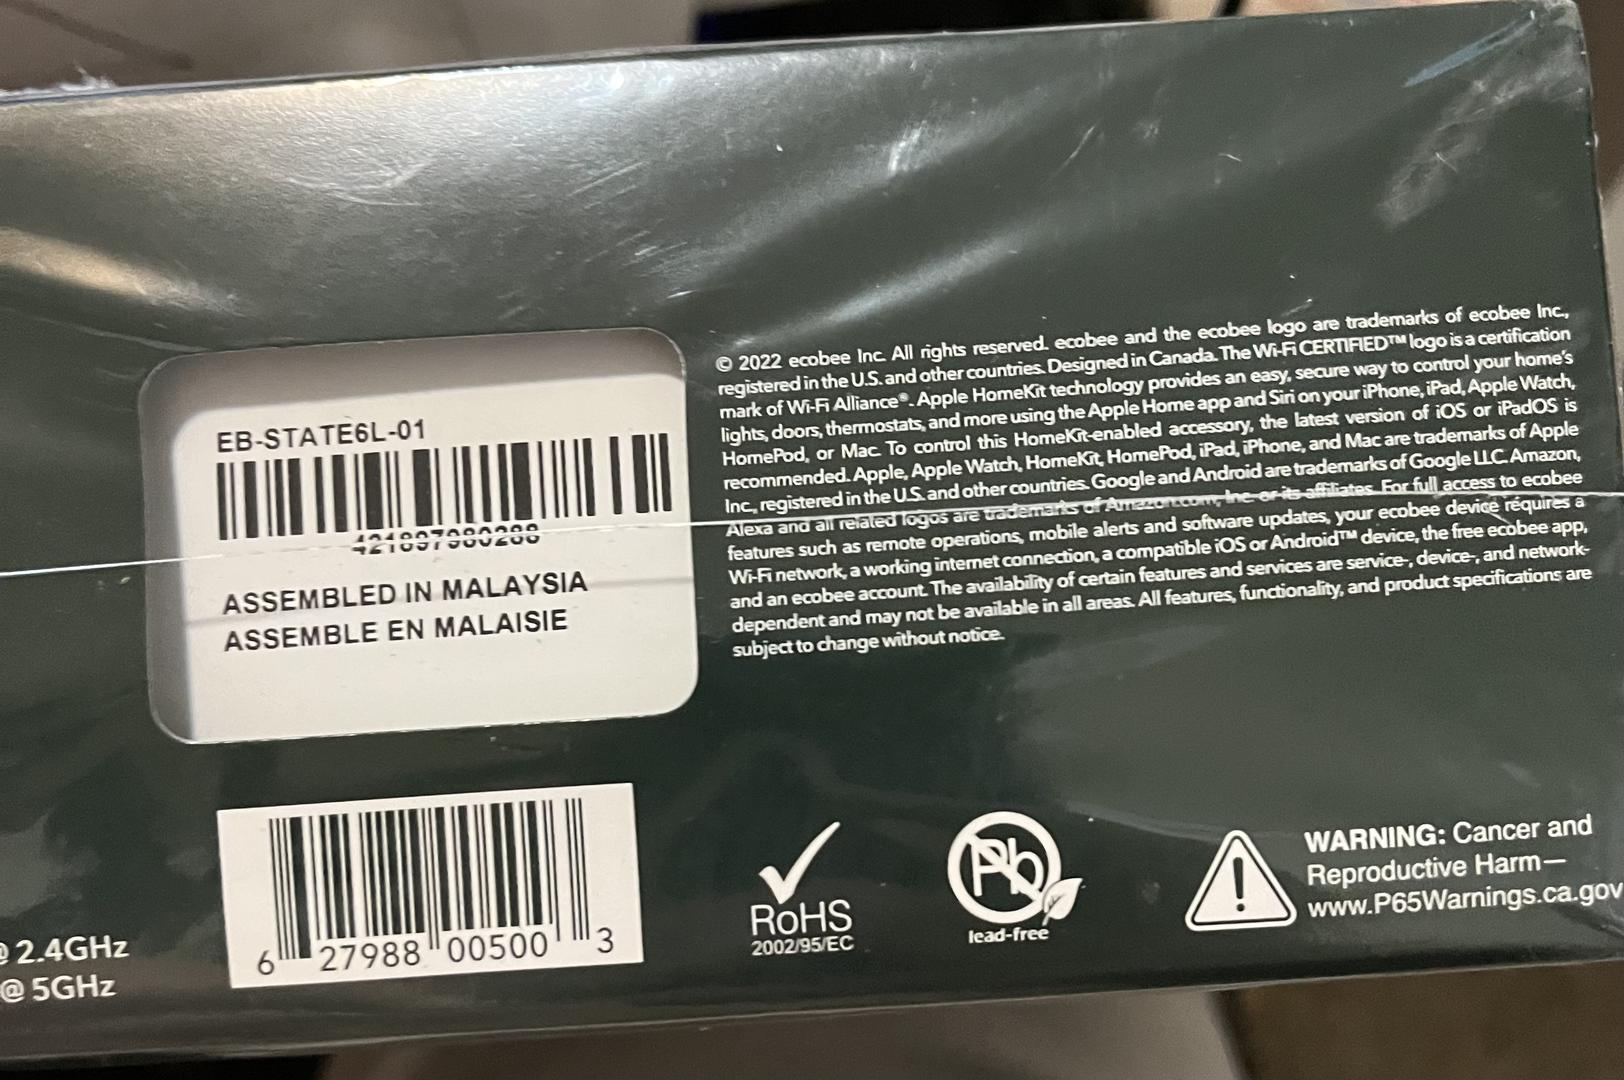 EB-STATE6L-01
ASSEMBLED IN MALAYSIA
ASSEMBLE EN MALAISIE
© 2022 ecobee Inc. All rights reserved. ecobee and the ecobee logo are trademarks of ecobee Inc.,
registered in the U.S. and other countries. Designed in Canada. The Wi-Fi CERTIFIED™ logo is a certification
mark of Wi-Fi Alliance®. Apple HomeKit technology provides an easy, secure way to control your home's
lights, doors, thermostats, and more using the Apple Home app and Siri on your iPhone, iPad, Apple Watch,
HomePod, or Mac. To control this HomeKit-enabled accessory, the latest version of iOS or iPadOS is
recommended. Apple, Apple Watch, HomeKit, HomePod, iPad, iPhone, and Mac are trademarks of Apple
Inc., registered in the U.S. and other countries. Google and Android are trademarks of Google LLC. Amazon,
Alexa and all related logos are trademarks of Amazon.com, Inc. or its affiliates. For full access to ecobee
features such as remote operations, mobile alerts and software updates, your ecobee device requires a
Wi-Fi network, a working internet connection, a compatible iOS or Android™ device, the free ecobee app,
and an ecobee account. The availability of certain features and services are service-, device-, and network-
dependent and may not be available in all areas. All features, functionality, and product specifications are
subject to change without notice.
@ 2.4GHz
@ 5GHz
6 27988 00500 3
RoHS
2002/95/EC
Pb
lead-free
WARNING: Cancer and
Reproductive Harm—
www.P65Warnings.ca.gov